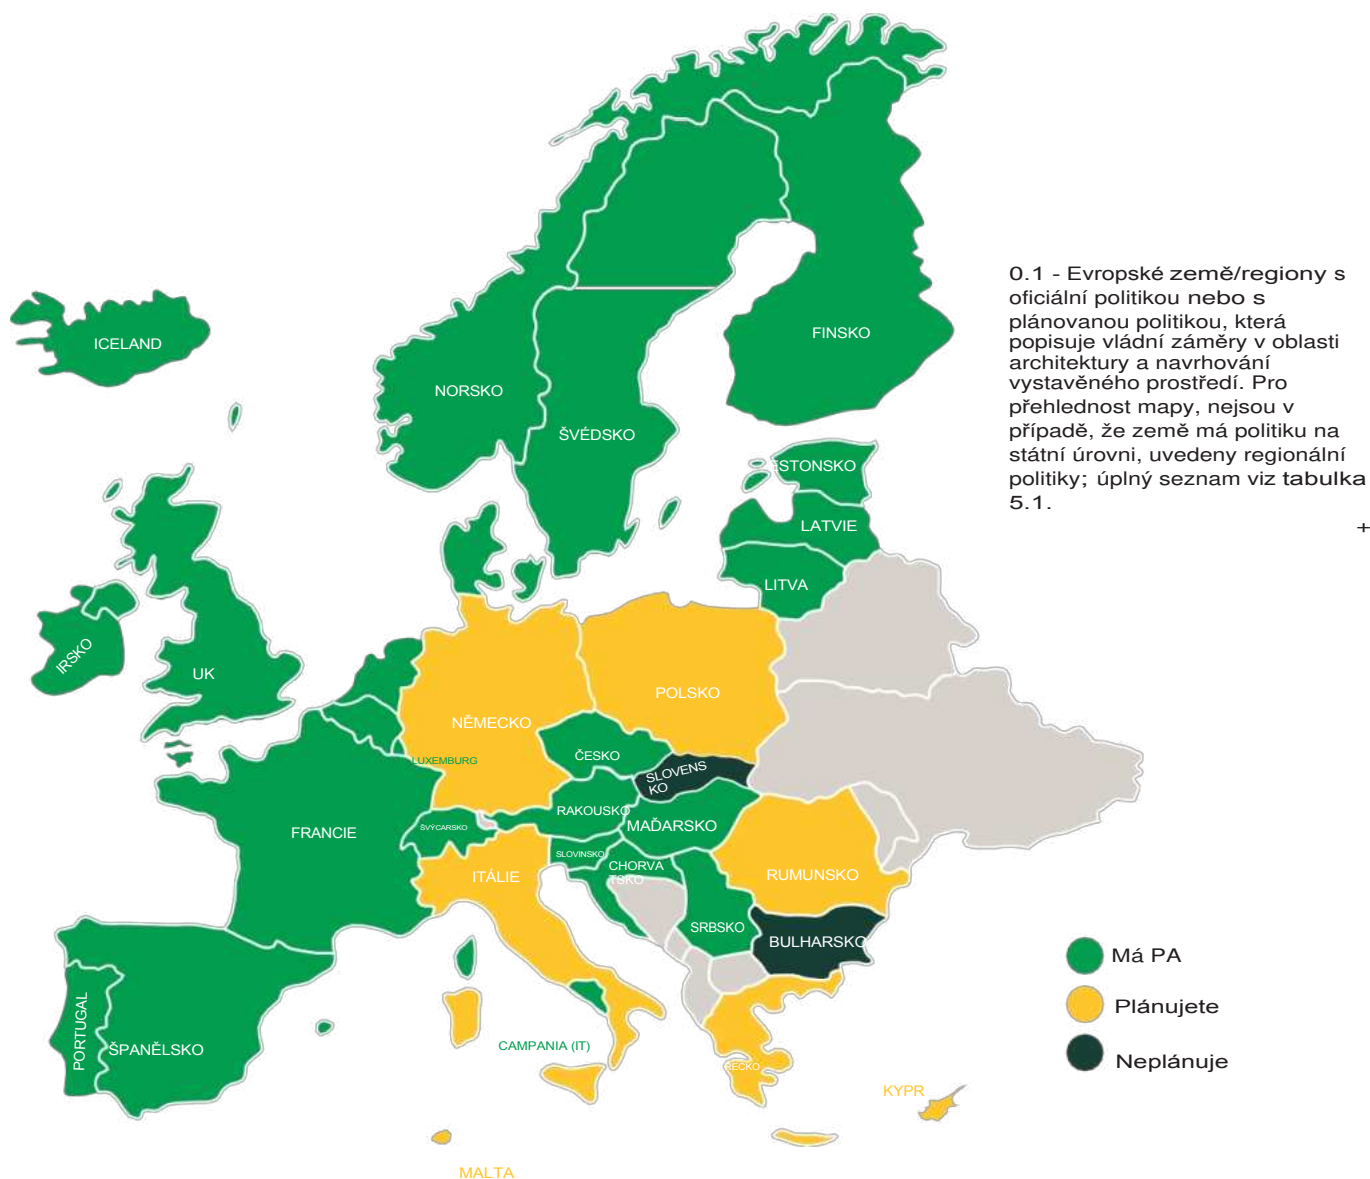 0.1 - Evropské země/regiony s
oficiální politikou nebo s
plánovanou politikou, která
popisuje vládní záměry v oblasti
architektury a navrhování
vystavěného prostředí. Pro
přehlednost mapy, nejsou v
případě, že země má politiku na
státní úrovni, uvedeny regionální
politiky; úplný seznam viz tabulka
5.1.
+
ICELAND
NORSKO
ŠVÉDSKO
FINSKO
ESTONSKO
LATVIE
LITVA
IRSKO
UK
NĚMECKO
POLSKO
LUXEMBURG
ČESKO
SLOVENS
KO
FRANCIE
ŠVÝCARSKO
RAKOUSKO
MAĎARSKO
SLOVINSKO
CHORVA
TSKO
ITÁLIE
RUMUNSKO
SRBSKO
BULHARSKO
PORTUGAL
ŠPANĚLSKO
CAMPANIA (IT)
ŘECKO
KYPR
MALTA
Má PA
Plánujete
Neplánuje